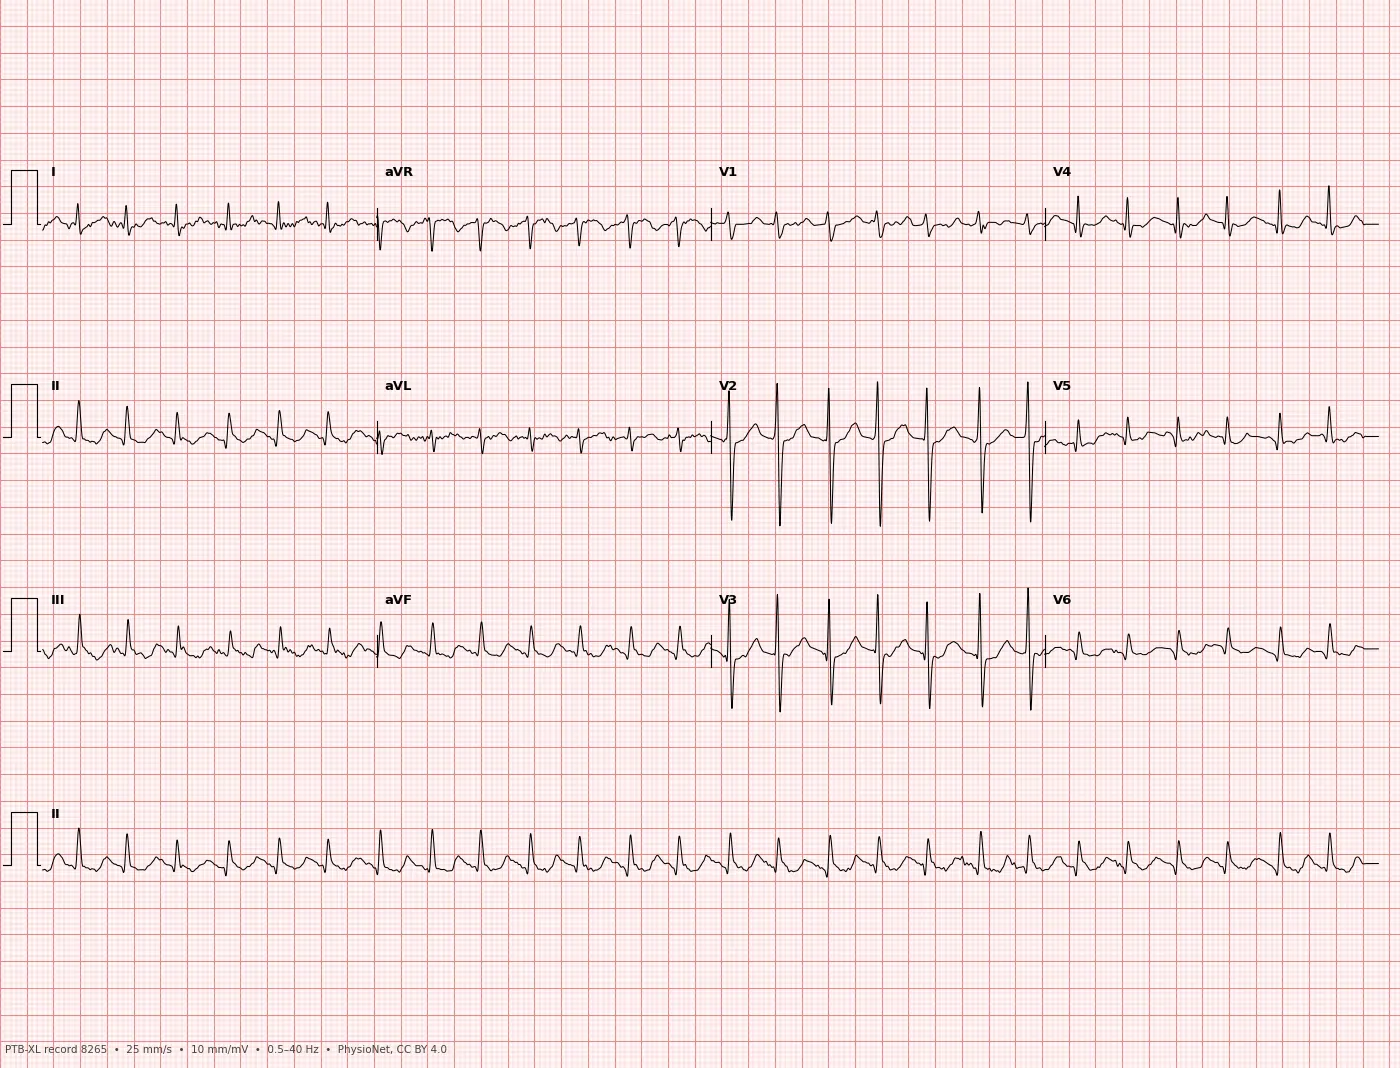 I aVR V1 V4
II aVL V2 V5
III aVF V3 V6
II
PTB-XL record 8265 • 25 mm/s • 10 mm/mV • 0.5–40 Hz • PhysioNet, CC BY 4.0